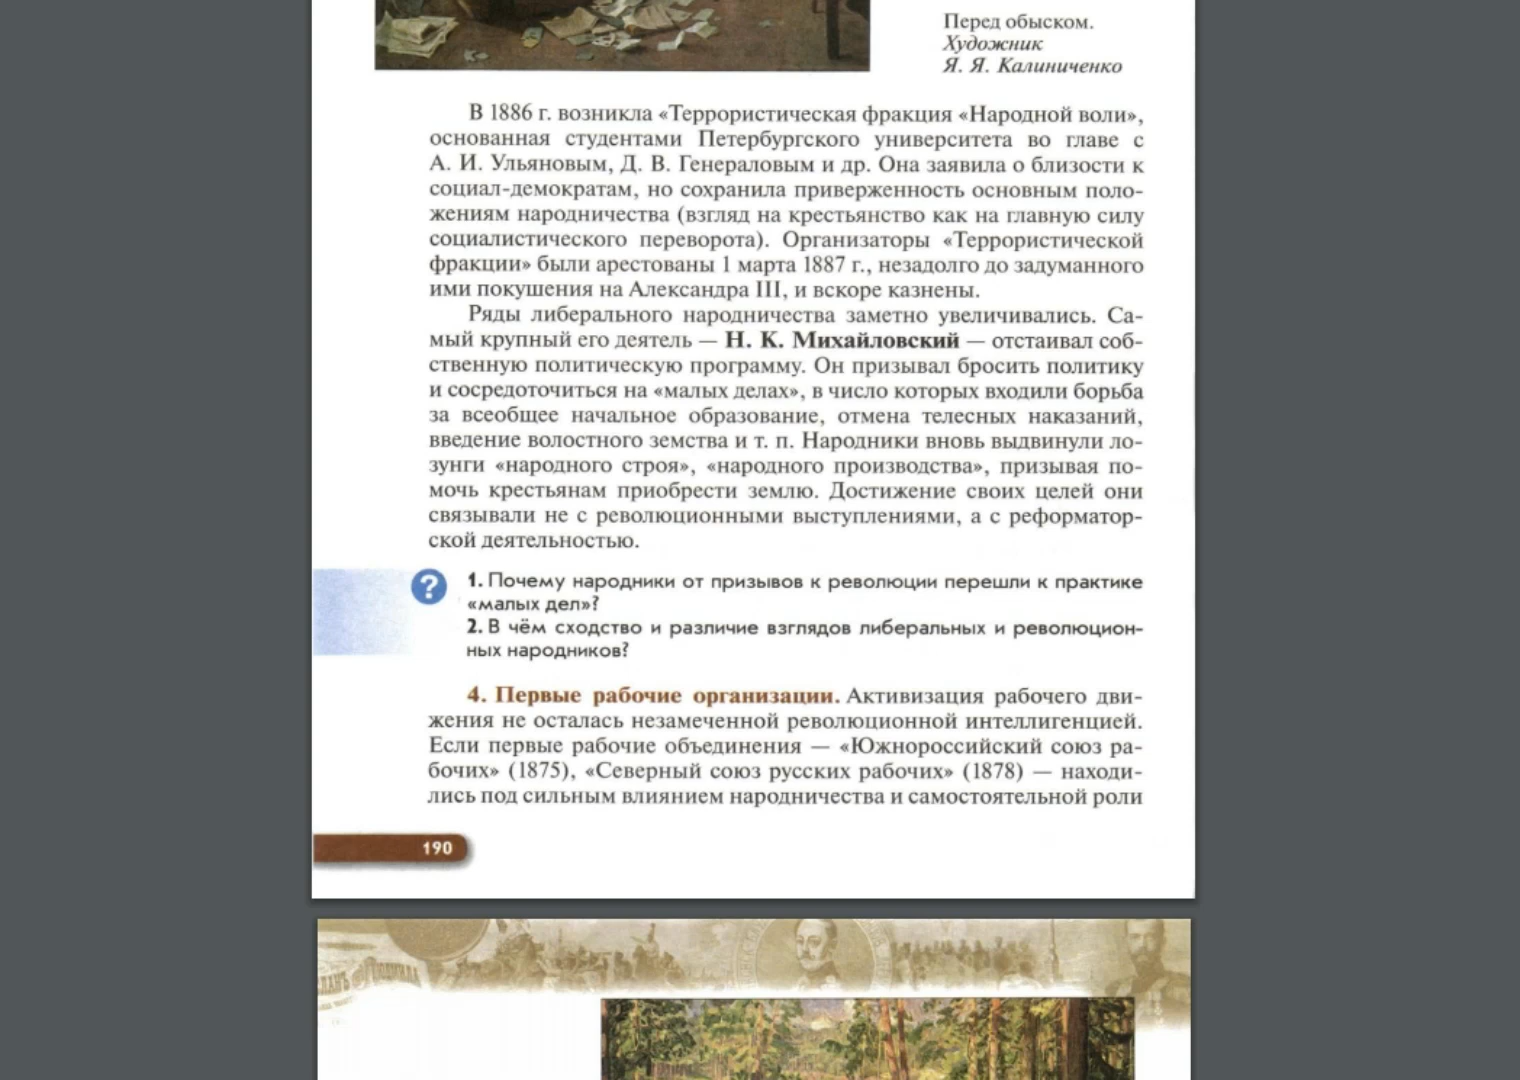 Перед обыском.
Художник
Я. Я. Калиниченко
В 1886 г. возникла «Террористическая фракция «Народной воли»,
основанная студентами Петербургского университета во главе с
А. И. Ульяновым, Д. В. Генераловым и др. Она заявила о близости к
социал-демократам, но сохранила приверженность основным поло-
жениям народничества (взгляд на крестьянство как на главную силу
социалистического переворота). Организаторы «Террористической
фракции» были арестованы 1 марта 1887 г., незадолго до задуманного
ими покушения на Александра III, и вскоре казнены.
Ряды либерального народничества заметно увеличивались. Са-
мый крупный его деятель — Н. К. Михайловский — отстаивал соб-
ственную политическую программу. Он призывал бросить политику
и сосредоточиться на «малых делах», в число которых входили борьба
за всеобщее начальное образование, отмена телесных наказаний,
введение волостного земства и т. п. Народники вновь выдвинули ло-
зунги «народного строя», «народного производства», призывая по-
мочь крестьянам приобрести землю. Достижение своих целей они
связывали не с революционными выступлениями, а с реформатор-
ской деятельностью.
?
1. Почему народники от призывов к революции перешли к практике
«малых дел»?
2. В чём сходство и различие взглядов либеральных и революцион-
ных народников?
4. Первые рабочие организации. Активизация рабочего дви-
жения не осталась незамеченной революционной интеллигенцией.
Если первые рабочие объединения — «Южнороссийский союз ра-
бочих» (1875), «Северный союз русских рабочих» (1878) — находи-
лись под сильным влиянием народничества и самостоятельной роли
190